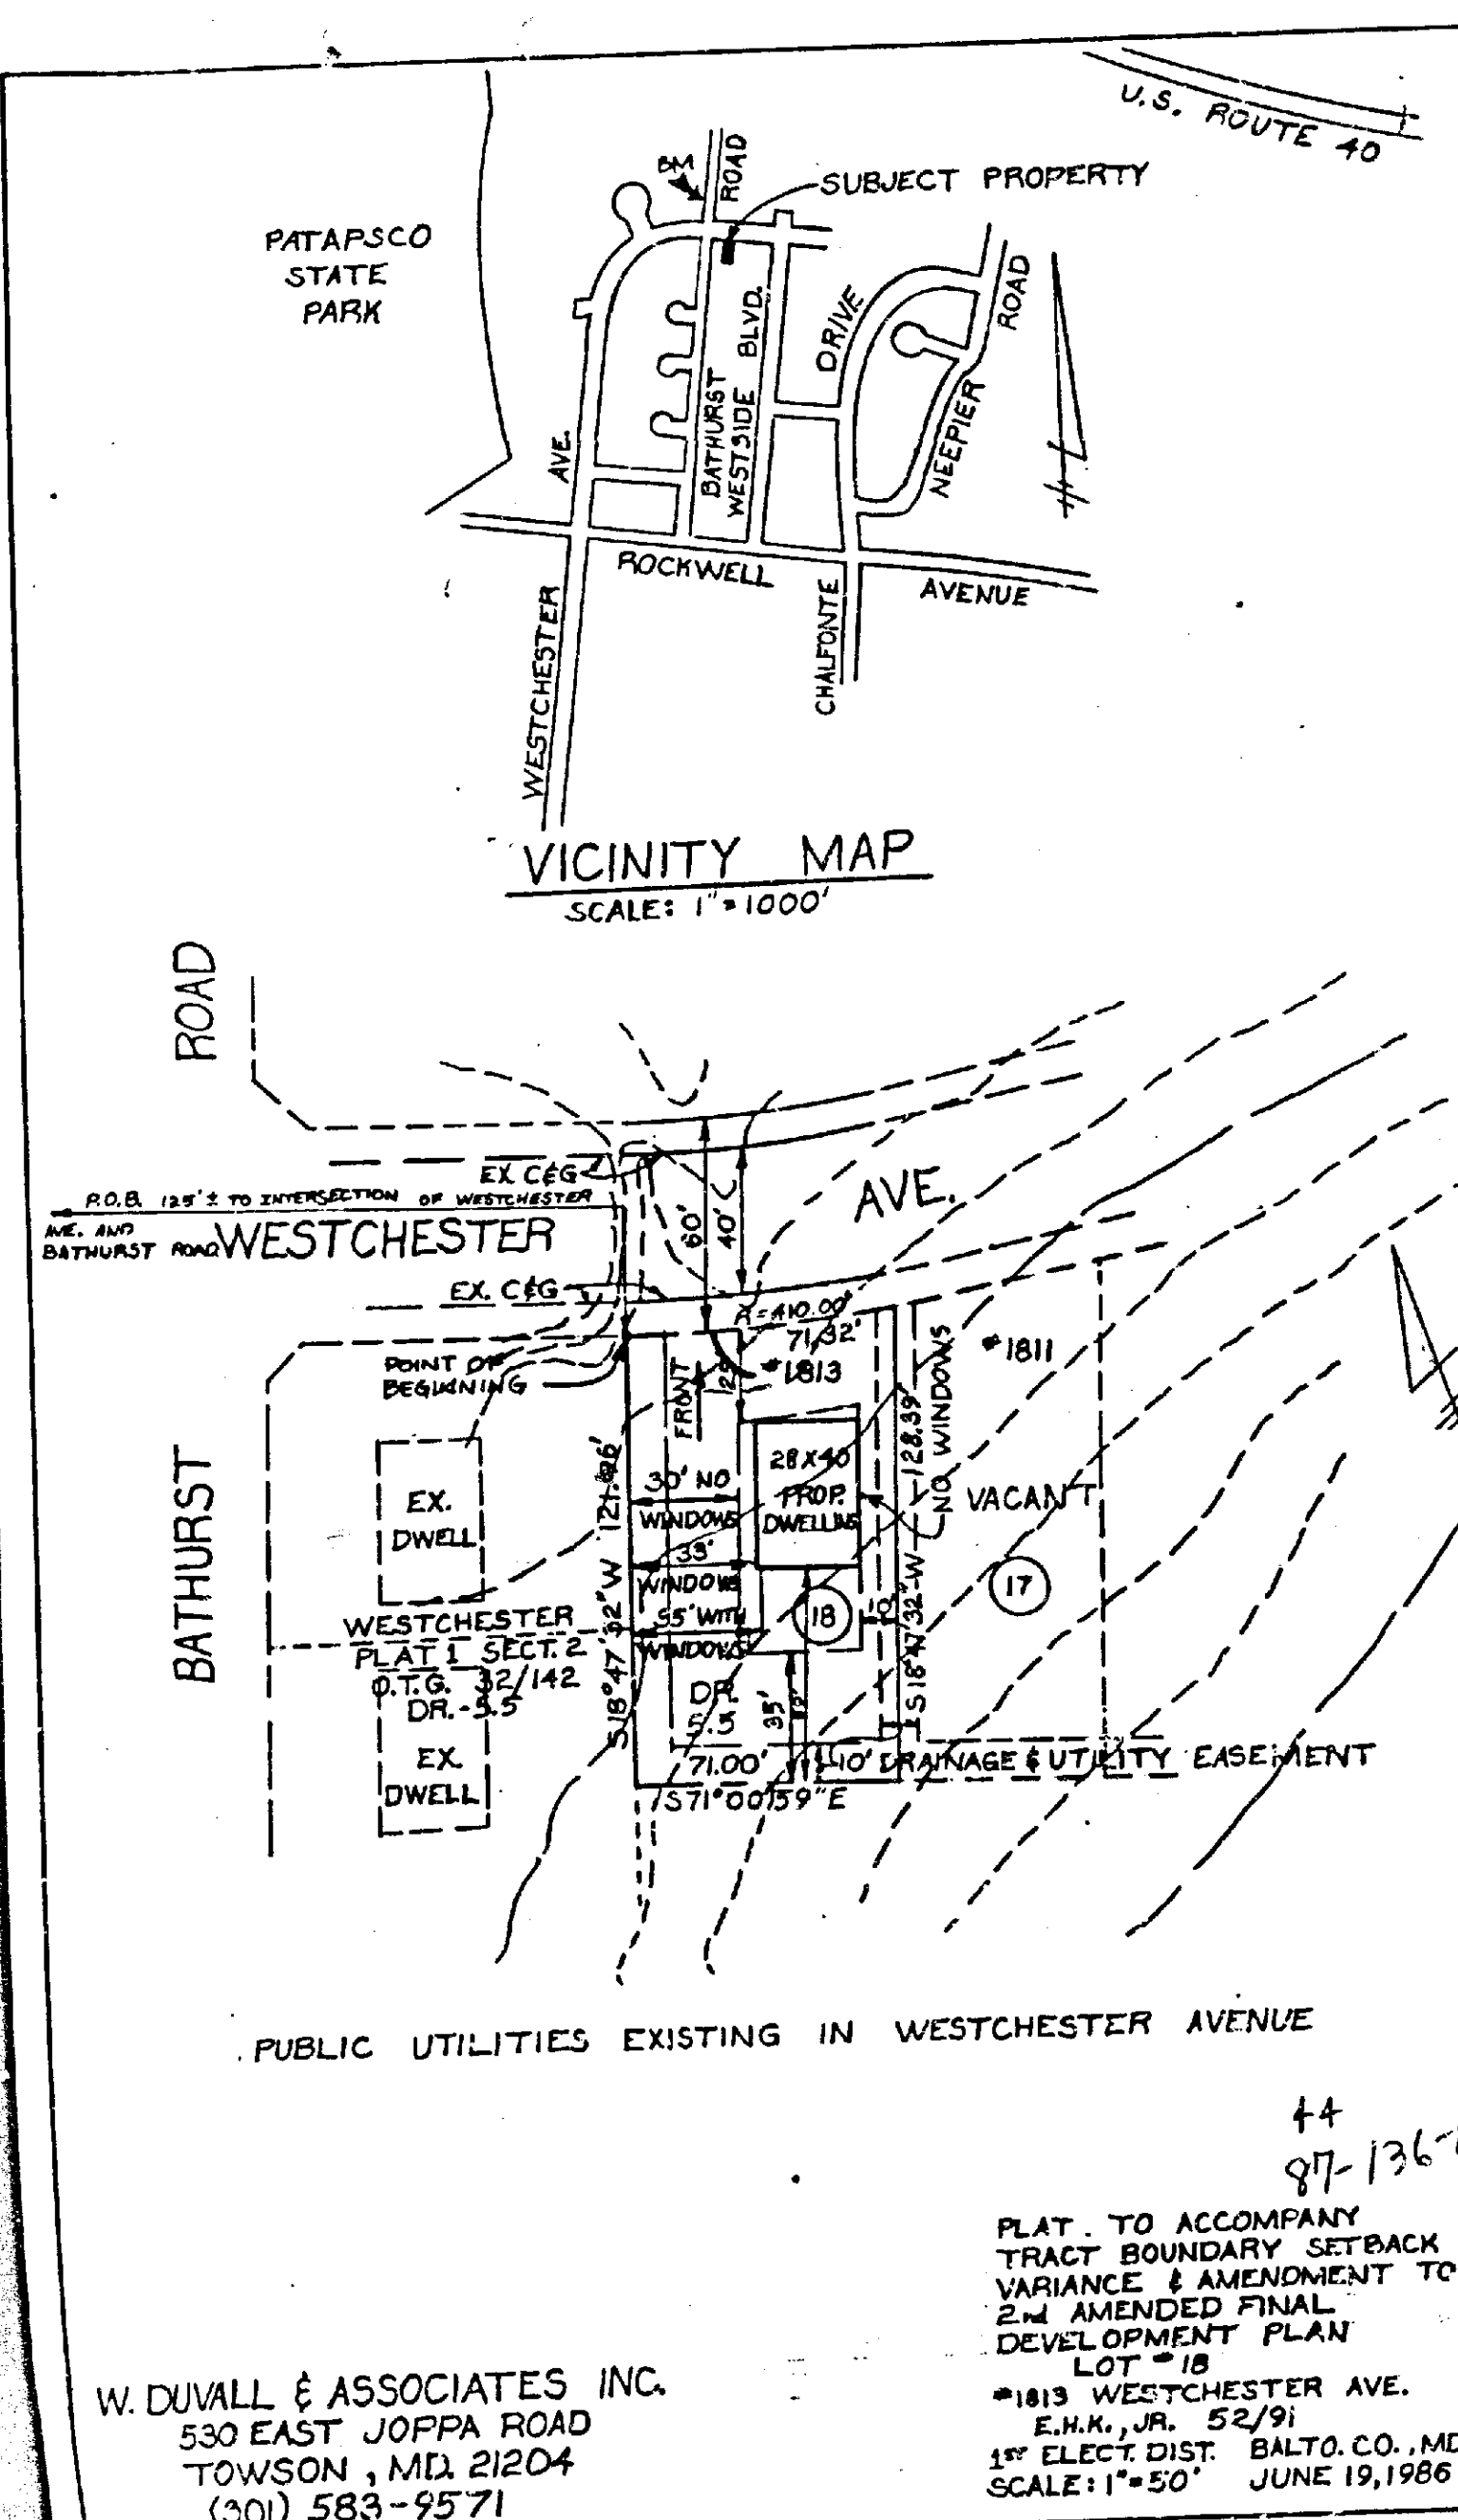 U.S. ROUTE 40
BM
ROAD
SUBJECT PROPERTY
PATAPSCO
STATE
PARK
AVE.
BATHURST
WESTSIDE BLVD.
DRIVE
ROAD
NEEPIER
ROCKWELL
AVENUE
WESTCHESTER
CHALFONTE
VICINITY MAP
SCALE: 1"=1000'
ROAD
EX. C&G
P.O.B. 125'± TO INTERSECTION OF WESTCHESTER
AVE. AND
BATHURST ROAD
WESTCHESTER
AVE.
60'
40'
EX. C&G
R=410.00'
71.32'
POINT OF
BEGINNING
FRONT
25'
#1813
#1811
NO WINDOWS
BATHURST
EX.
DWELL
30' NO
WINDOWS
28X40
PROP.
DWELLING
VACANT
33'
WINDOW
55' WITH
WINDOWS
18
17
10'
S18°47'32"W
S18°47'32"W 128.39'
WESTCHESTER
PLAT 1 SECT. 2
O.T.G. 32/142
DR.-5.5
DR.
5.5
35'
EX.
DWELL
71.00'
10' DRAINAGE & UTILITY EASEMENT
S71°00'59"E
PUBLIC UTILITIES EXISTING IN WESTCHESTER AVENUE
44
87-136-
PLAT. TO ACCOMPANY
TRACT BOUNDARY SETBACK
VARIANCE & AMENDMENT TO
2nd AMENDED FINAL
DEVELOPMENT PLAN
LOT #18
#1813 WESTCHESTER AVE.
E.H.K., JR. 52/91
1ST ELECT. DIST. BALTO. CO., MD
SCALE: 1"=50' JUNE 19, 1986
W. DUVALL & ASSOCIATES INC.
530 EAST JOPPA ROAD
TOWSON, MD. 21204
(301) 583-9571